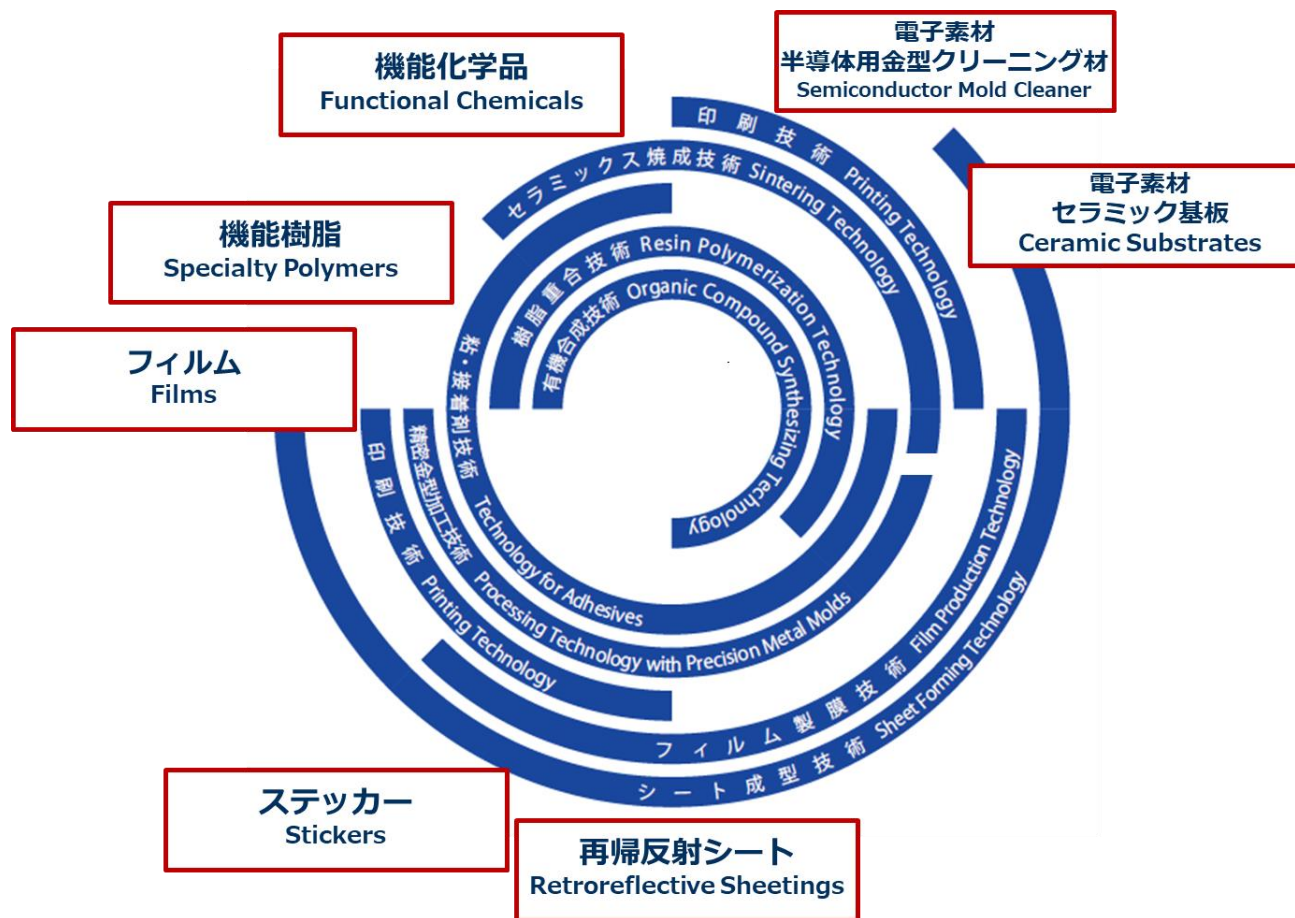 機能化学品
Functional Chemicals
電子素材
半導体用金型クリーニング材
Semiconductor Mold Cleaner
電子素材
セラミック基板
Ceramic Substrates
機能樹脂
Specialty Polymers
フィルム
Films
印刷技術 Printing Technology
セラミックス焼成技術 Sintering Technology
樹脂重合技術 Resin Polymerization Technology
有機合成技術 Organic Compound Synthesizing Technology
粘・接着剤技術 Technology for Adhesives
精密金型加工技術 Processing Technology with Precision Metal Molds
印刷技術 Printing Technology
フィルム製膜技術 Film Production Technology
シート成型技術 Sheet Forming Technology
ステッカー
Stickers
再帰反射シート
Retroreflective Sheetings